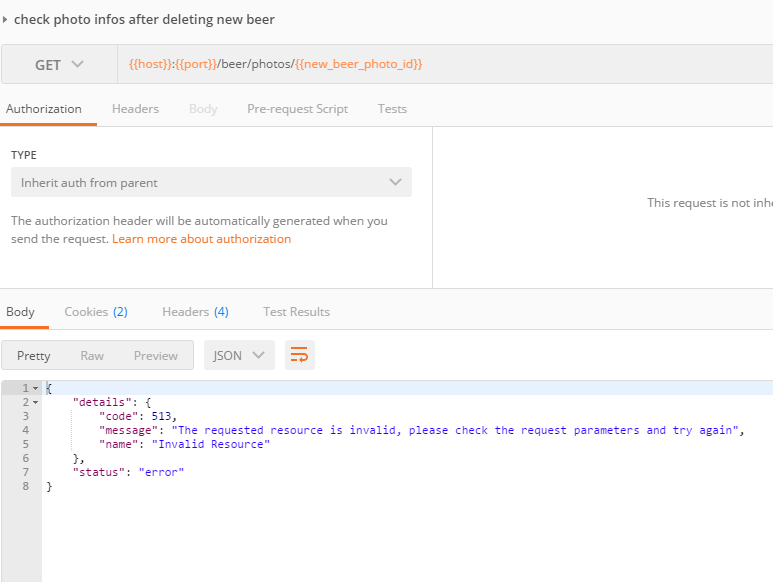 check photo infos after deleting new beer
GET {{host}}:{{port}}/beer/photos/{{new_beer_photo_id}}
Authorization Headers Body Pre-request Script Tests
TYPE
Inherit auth from parent
The authorization header will be automatically generated when you
send the request. Learn more about authorization
This request is not inhe
Body Cookies (2) Headers (4) Test Results
Pretty Raw Preview JSON
1 {
2 "details": {
3 "code": 513,
4 "message": "The requested resource is invalid, please check the request parameters and try again",
5 "name": "Invalid Resource"
6 },
7 "status": "error"
8 }